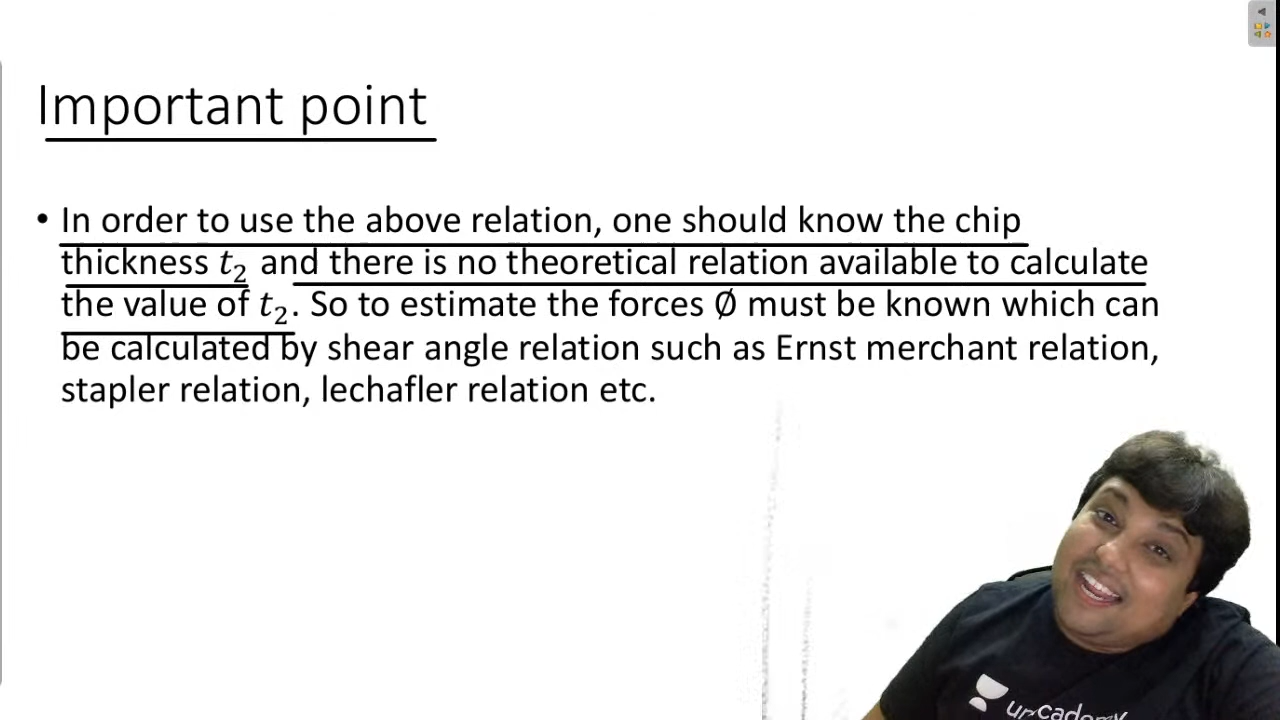 Important point
• In order to use the above relation, one should know the chip
thickness t₂ and there is no theoretical relation available to calculate
the value of t₂. So to estimate the forces Ø must be known which can
be calculated by shear angle relation such as Ernst merchant relation,
stapler relation, lechafler relation etc.
unacademy